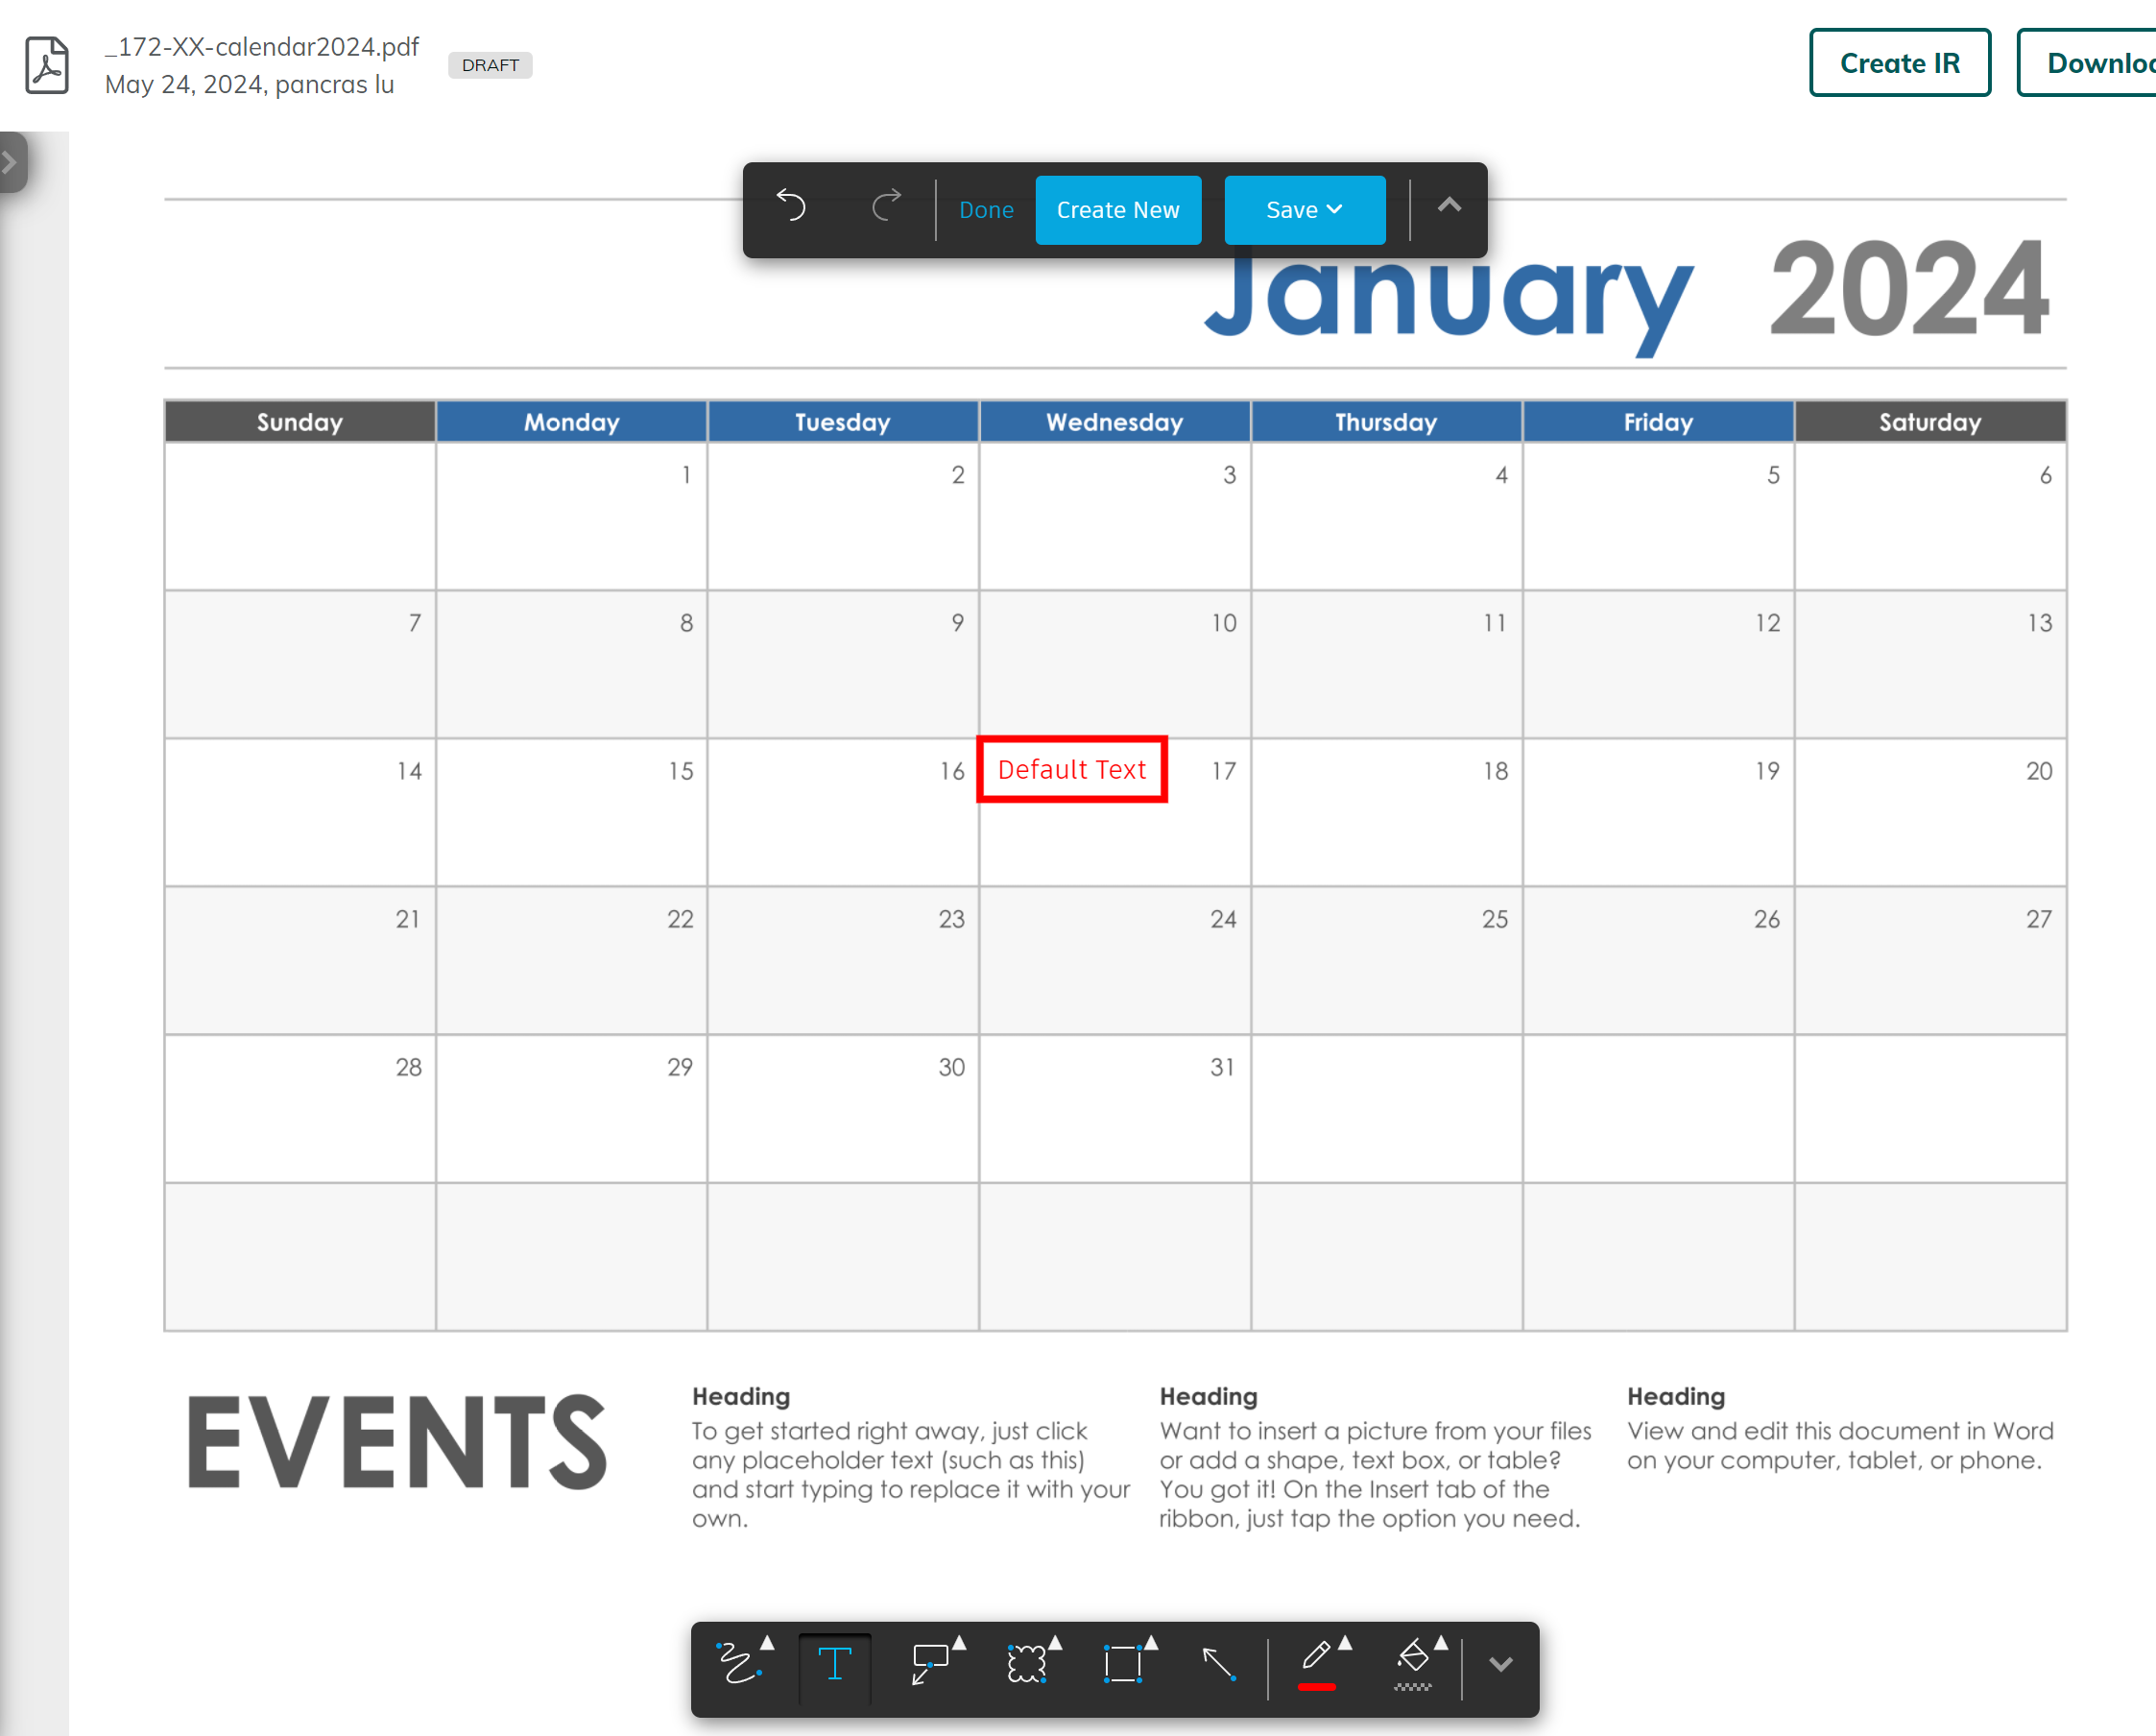 _172-XX-calendar2024.pdf
May 24, 2024, pancras lu
DRAFT
Create IR
Done
Create New
Save
January 2024
Sunday Monday Tuesday Wednesday Thursday Friday Saturday
1 2 3 4 5 6
7 8 9 10 11 12 13
14 15 16 Default Text 17 18 19 20
21 22 23 24 25 26 27
28 29 30 31
EVENTS
Heading
To get started right away, just click
any placeholder text (such as this)
and start typing to replace it with your
own.
Heading
Want to insert a picture from your files
or add a shape, text box, or table?
You got it! On the Insert tab of the
ribbon, just tap the option you need.
Heading
View and edit this document in Word
on your computer, tablet, or phone.